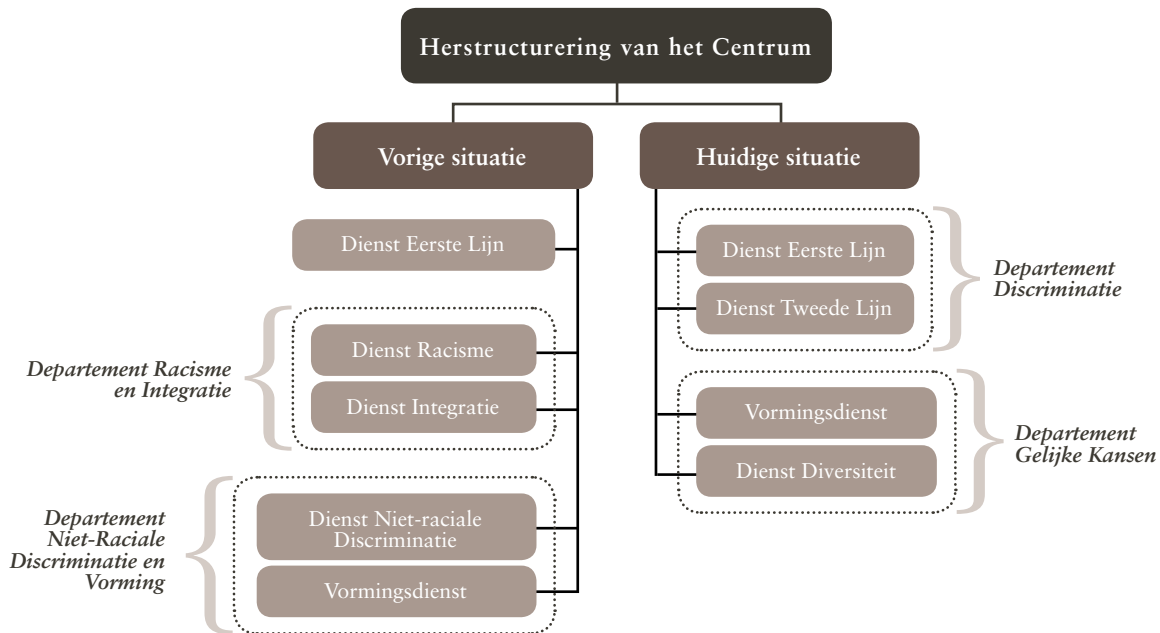 Herstructurering van het Centrum
Vorige situatie
Dienst Eerste Lijn
Departement Racisme
en Integratie
Dienst Racisme
Dienst Integratie
Departement
Niet-Raciale
Discriminatie en
Vorming
Dienst Niet-raciale
Discriminatie
Vormingsdienst
Huidige situatie
Dienst Eerste Lijn
Dienst Tweede Lijn
Departement
Discriminatie
Vormingsdienst
Dienst Diversiteit
Departement
Gelijke Kansen